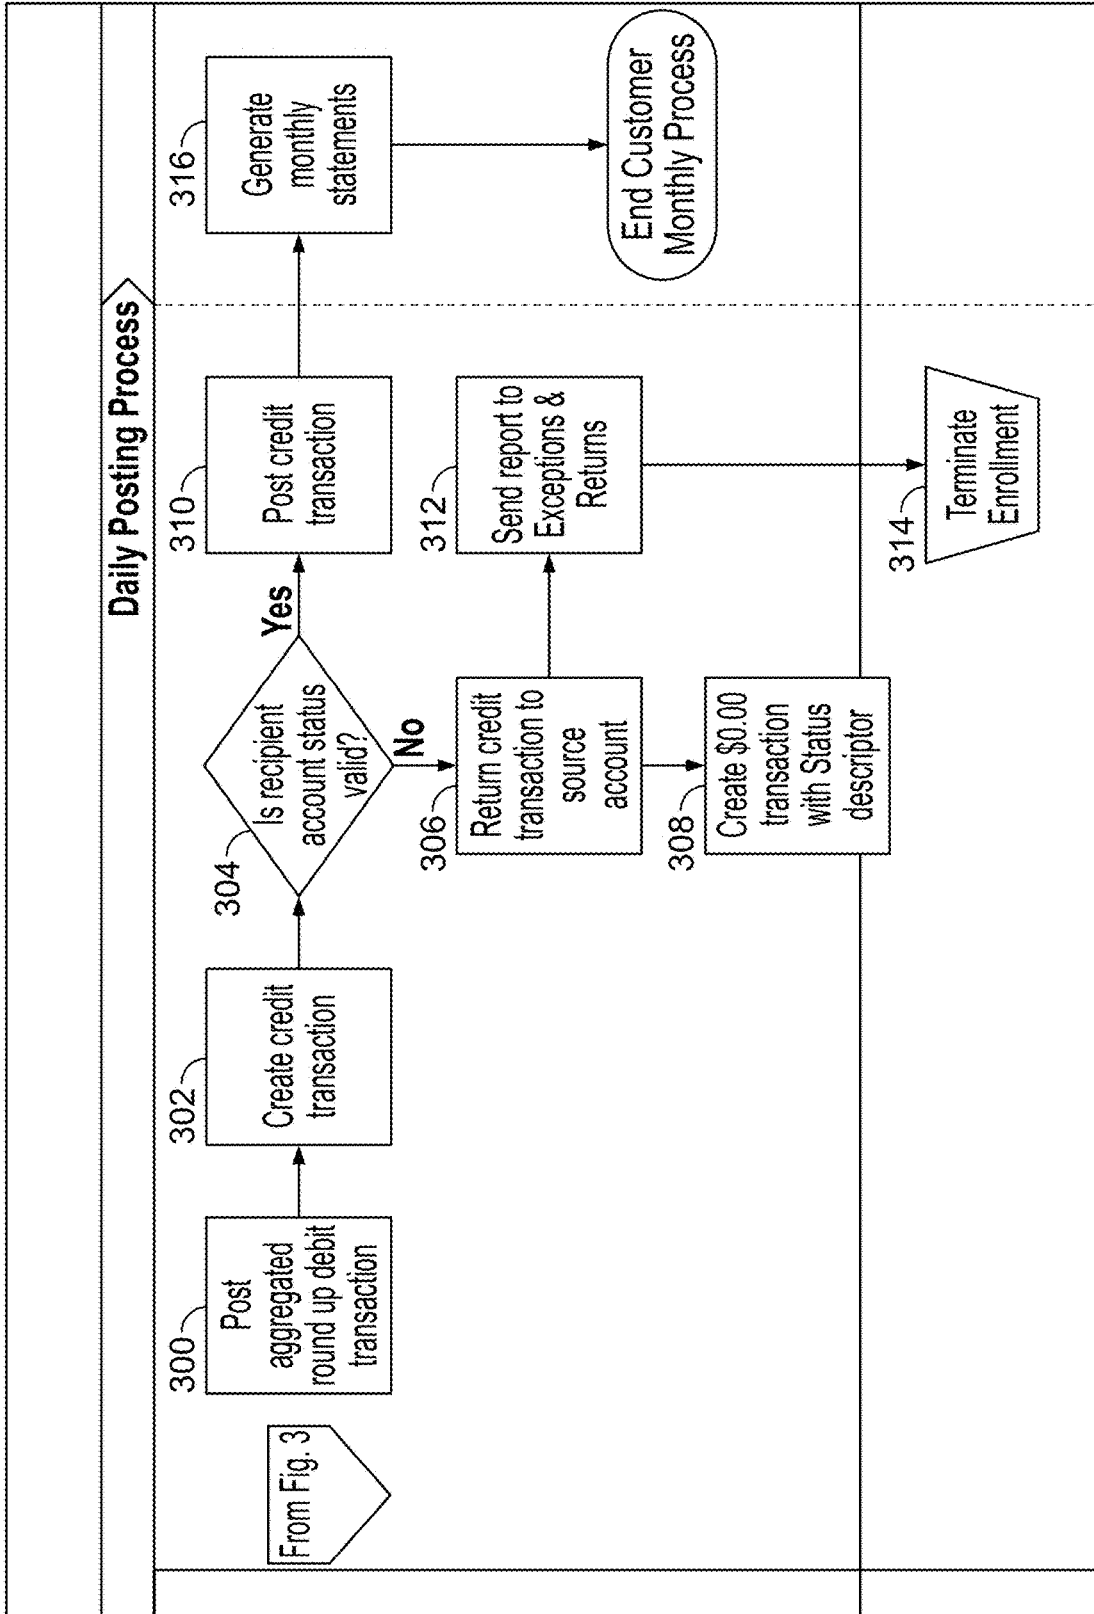 Daily Posting Process
From Fig. 3
300
Post
aggregated
round up debit
transaction
302
Create credit
transaction
304
Is recipient
account status
valid?
Yes
No
310
Post credit
transaction
316
Generate
monthly
statements
End Customer
Monthly Process
306
Return credit
transaction to
source
account
312
Send report to
Exceptions &
Returns
308
Create $0.00
transaction
with Status
descriptor
314
Terminate
Enrollment